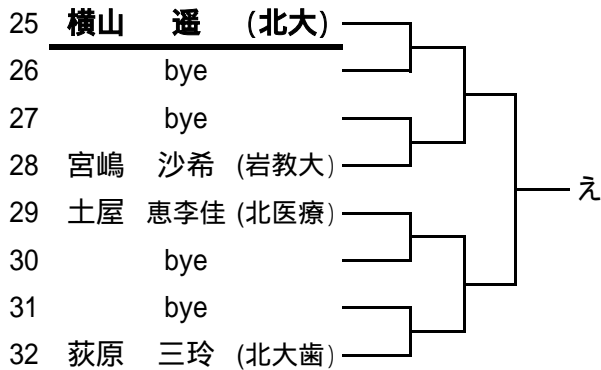 25 横山 遥 (北大)
26 bye
27 bye
28 宮嶋 沙希 (岩教大)
29 土屋 恵李佳 (北医療)
30 bye
31 bye
32 荻原 三玲 (北大歯)
え